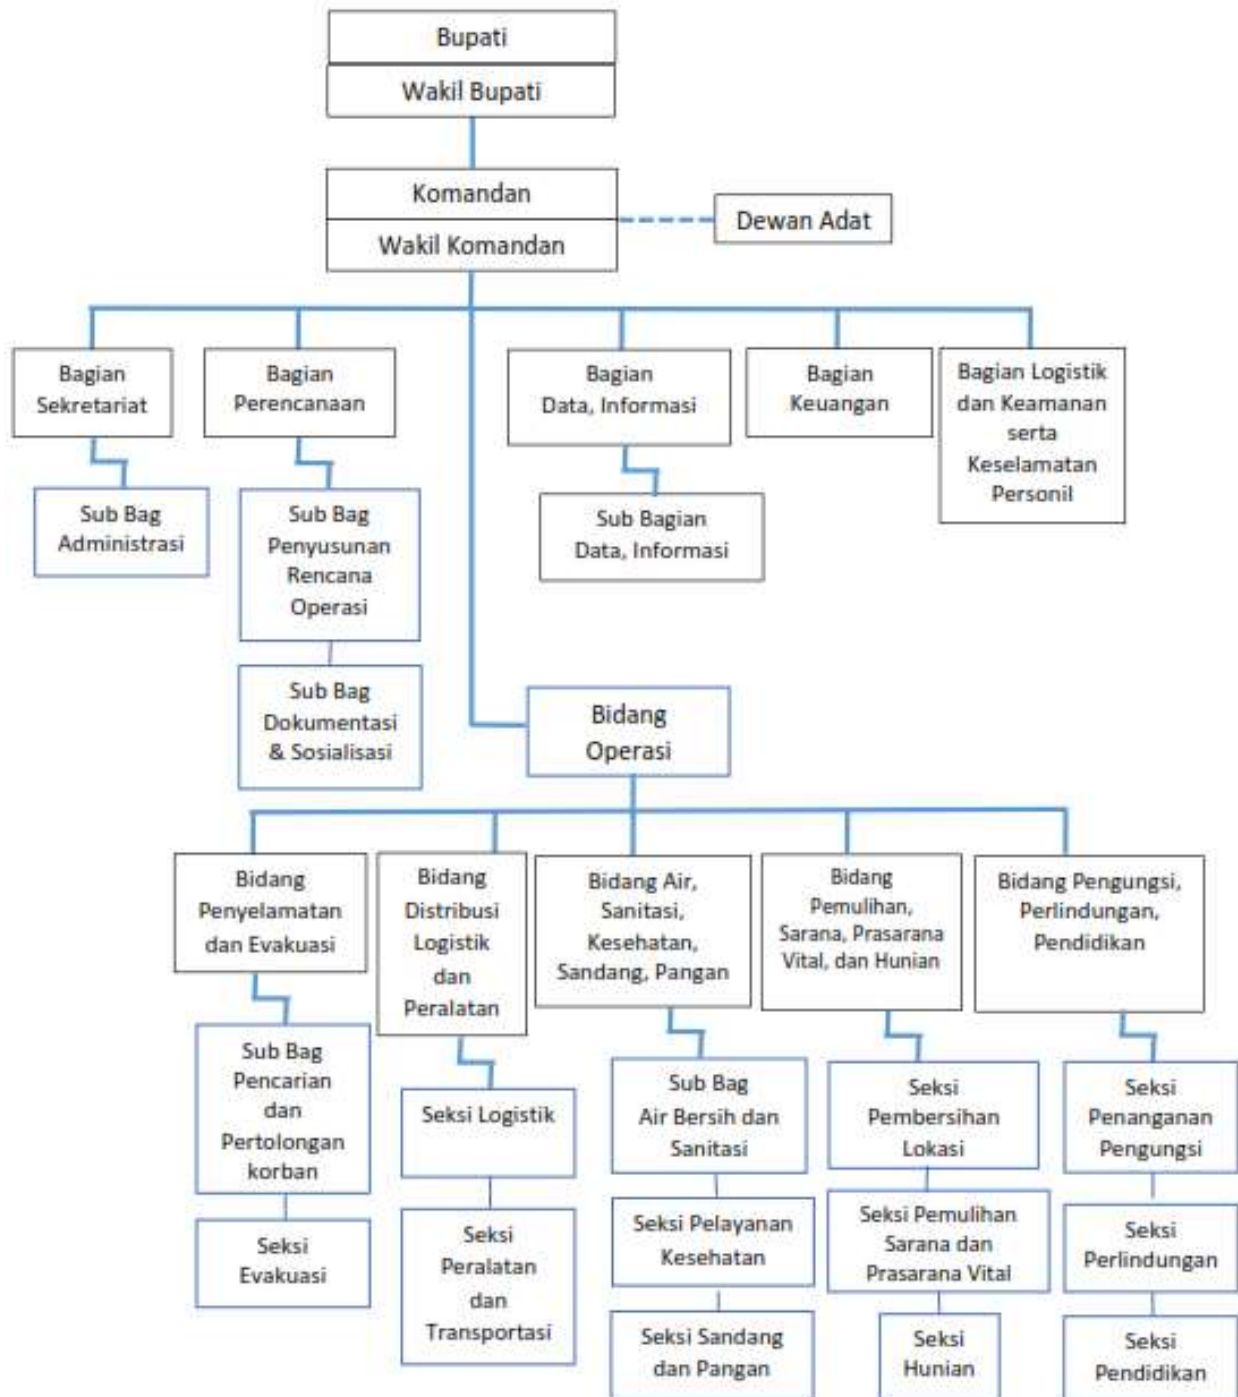 Bupati
Wakil Bupati
Komandan
Wakil Komandan
Dewan Adat
Bagian
Sekretariat
Bagian
Perencanaan
Bagian
Data, Informasi
Bagian
Keuangan
Bagian Logistik
dan Keamanan
serta
Keselamatan
Personil
Sub Bag
Administrasi
Sub Bag
Penyusunan
Rencana
Operasi
Sub Bagian
Data, Informasi
Sub Bag
Dokumentasi
& Sosialisasi
Bidang
Operasi
Bidang
Penyelamatan
dan Evakuasi
Bidang
Distribusi
Logistik
dan
Peralatan
Bidang Air,
Sanitasi,
Kesehatan,
Sandang, Pangan
Bidang
Pemulihan,
Sarana, Prasarana
Vital, dan Hunian
Bidang Pengungsi,
Perlindungan,
Pendidikan
Sub Bag
Pencarian
dan
Pertolongan
korban
Seksi Logistik
Sub Bag
Air Bersih dan
Sanitasi
Seksi
Pembersihan
Lokasi
Seksi
Penanganan
Pengungsi
Seksi
Evakuasi
Seksi
Peralatan
dan
Transportasi
Seksi Pelayanan
Kesehatan
Seksi Pemulihan
Sarana dan
Prasarana Vital
Seksi
Perlindungan
Seksi Sandang
dan Pangan
Seksi
Hunian
Seksi
Pendidikan